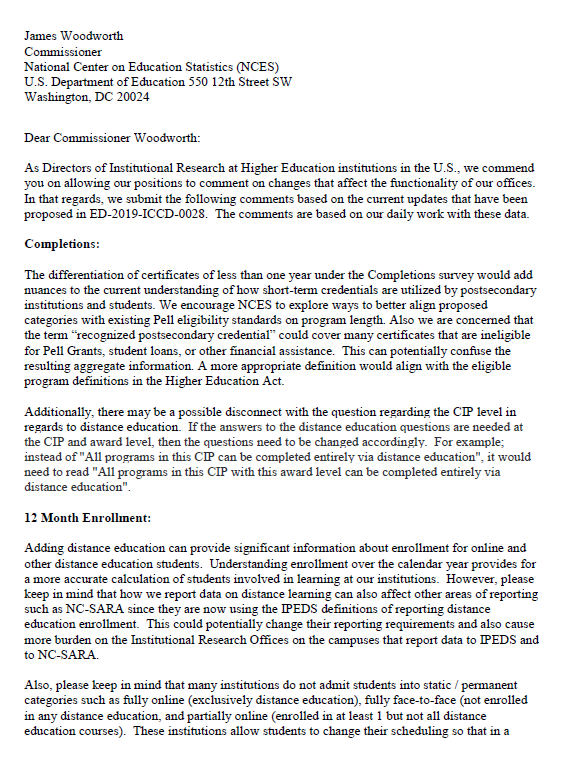 James Woodworth
Commissioner
National Center on Education Statistics (NCES)
U.S. Department of Education 550 12th Street SW
Washington, DC 20024
Dear Commissioner Woodworth:
As Directors of Institutional Research at Higher Education institutions in the U.S., we commend
you on allowing our positions to comment on changes that affect the functionality of our offices.
In that regards, we submit the following comments based on the current updates that have been
proposed in ED-2019-ICCD-0028.  The comments are based on our daily work with these data.
Completions:
The differentiation of certificates of less than one year under the Completions survey would add
nuances to the current understanding of how short-term credentials are utilized by postsecondary
institutions and students. We encourage NCES to explore ways to better align proposed
categories with existing Pell eligibility standards on program length. Also we are concerned that
the term “recognized postsecondary credential” could cover many certificates that are ineligible
for Pell Grants, student loans, or other financial assistance.  This can potentially confuse the
resulting aggregate information. A more appropriate definition would align with the eligible
program definitions in the Higher Education Act.
Additionally, there may be a possible disconnect with the question regarding the CIP level in
regards to distance education.  If the answers to the distance education questions are needed at
the CIP and award level, then the questions need to be changed accordingly.  For example;
instead of "All programs in this CIP can be completed entirely via distance education", it would
need to read "All programs in this CIP with this award level can be completed entirely via
distance education".
12 Month Enrollment:
Adding distance education can provide significant information about enrollment for online and
other distance education students.  Understanding enrollment over the calendar year provides for
a more accurate calculation of students involved in learning at our institutions.  However, please
keep in mind that how we report data on distance learning can also affect other areas of reporting
such as NC-SARA since they are now using the IPEDS definitions of reporting distance
education enrollment.  This could potentially change their reporting requirements and also cause
more burden on the Institutional Research Offices on the campuses that report data to IPEDS and
to NC-SARA.
Also, please keep in mind that many institutions do not admit students into static / permanent
categories such as fully online (exclusively distance education), fully face-to-face (not enrolled
in any distance education, and partially online (enrolled in at least 1 but not all distance
education courses).  These institutions allow students to change their scheduling so that in a